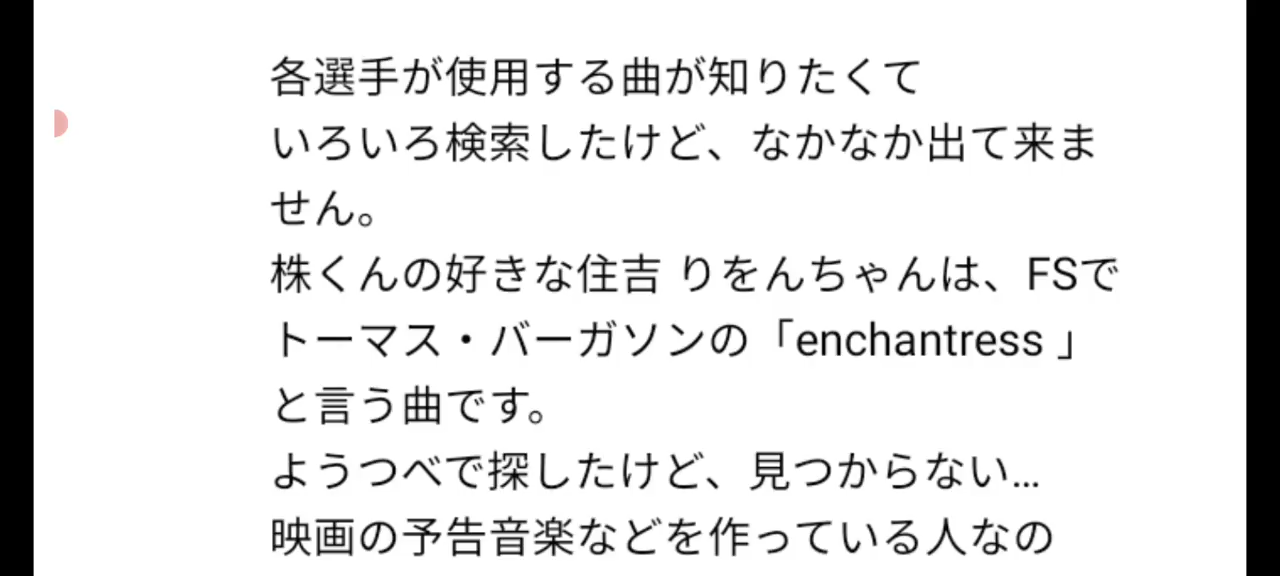 各選手が使用する曲が知りたくて
いろいろ検索したけど、なかなか出て来ま
せん。
株くんの好きな住吉 りをんちゃんは、FSで
トーマス・バーガソンの「enchantress 」
と言う曲です。
ようつべで探したけど、見つからない…
映画の予告音楽などを作っている人なの